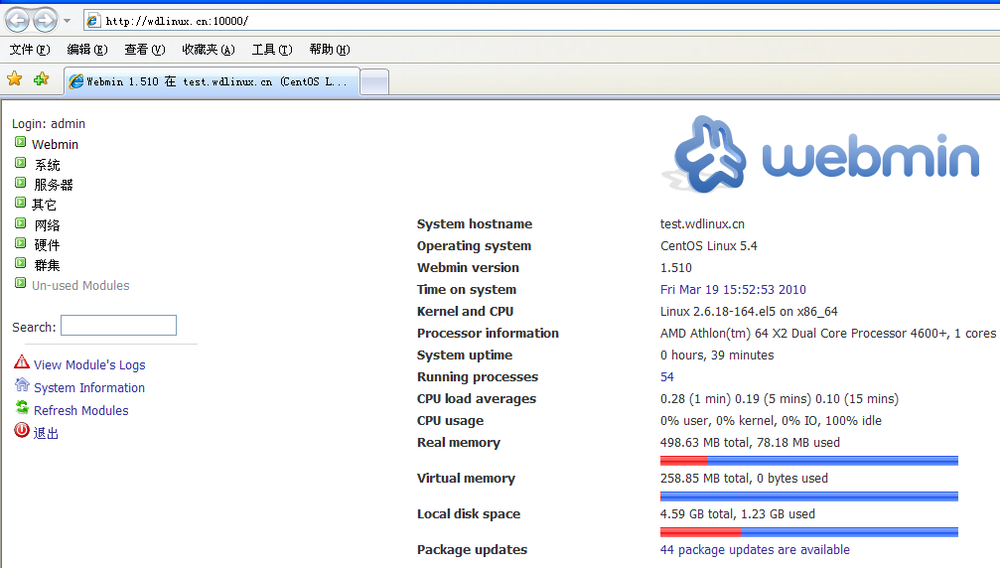 http://wdlinux.cn:10000/
文件(F) 编辑(E) 查看(V) 收藏夹(A) 工具(T) 帮助(H)
Webmin 1.510 在 test.wdlinux.cn (CentOS L...
Login: admin
Webmin
系统
服务器
其它
网络
硬件
群集
Un-used Modules
Search:
View Module's Logs
System Information
Refresh Modules
退出
webmin
System hostname test.wdlinux.cn
Operating system CentOS Linux 5.4
Webmin version 1.510
Time on system Fri Mar 19 15:52:53 2010
Kernel and CPU Linux 2.6.18-164.el5 on x86_64
Processor information AMD Athlon(tm) 64 X2 Dual Core Processor 4600+, 1 cores
System uptime 0 hours, 39 minutes
Running processes 54
CPU load averages 0.28 (1 min) 0.19 (5 mins) 0.10 (15 mins)
CPU usage 0% user, 0% kernel, 0% IO, 100% idle
Real memory 498.63 MB total, 78.18 MB used
Virtual memory 258.85 MB total, 0 bytes used
Local disk space 4.59 GB total, 1.23 GB used
Package updates 44 package updates are available